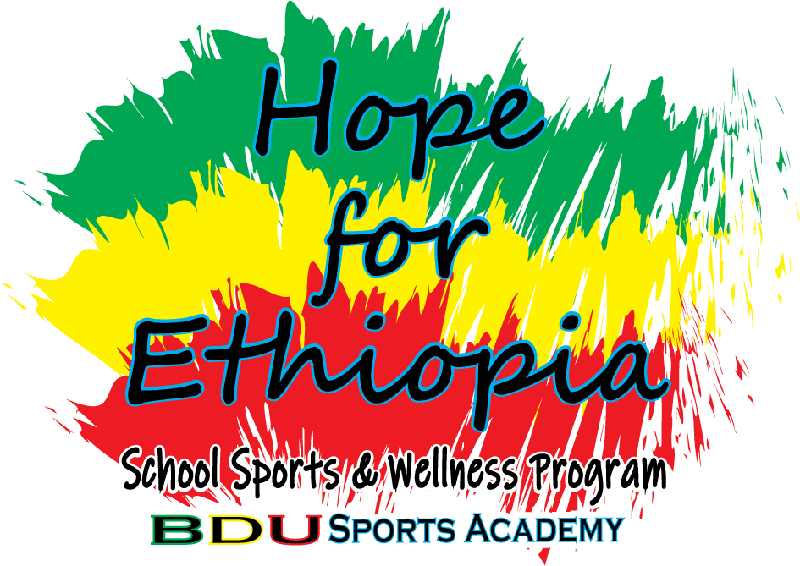 Hope
for
Ethiopia
School Sports & Wellness Program
BDU SPORTS ACADEMY